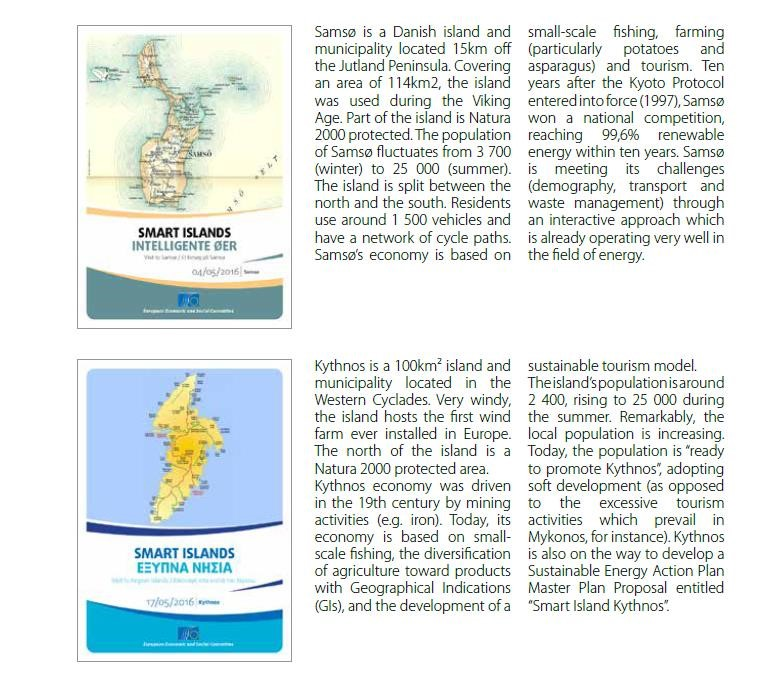 SAMSÖ
SMART ISLANDS
INTELLIGENTE ØER
Visit to Samsø / Et besøg på Samsø
04/05/2016 Samsø
European Economic and Social Committee
Samsø is a Danish island and
municipality located 15km off
the Jutland Peninsula. Covering
an area of 114km2, the island
was used during the Viking
Age. Part of the island is Natura
2000 protected. The population
of Samsø fluctuates from 3 700
(winter) to 25 000 (summer).
The island is split between the
north and the south. Residents
use around 1 500 vehicles and
have a network of cycle paths.
Samsø's economy is based on
small-scale fishing, farming
(particularly potatoes and
asparagus) and tourism. Ten
years after the Kyoto Protocol
entered into force (1997), Samsø
won a national competition,
reaching 99,6% renewable
energy within ten years. Samsø
is meeting its challenges
(demography, transport and
waste management) through
an interactive approach which
is already operating very well in
the field of energy.
SMART ISLANDS
ΕΞΥΠΝΑ ΝΗΣΙΑ
17/05/2016 Kythnos
European Economic and Social Committee
Kythnos is a 100km² island and
municipality located in the
Western Cyclades. Very windy,
the island hosts the first wind
farm ever installed in Europe.
The north of the island is a
Natura 2000 protected area.
Kythnos economy was driven
in the 19th century by mining
activities (e.g. iron). Today, its
economy is based on small-
scale fishing, the diversification
of agriculture toward products
with Geographical Indications
(GIs), and the development of a
sustainable tourism model.
The island's population is around
2 400, rising to 25 000 during
the summer. Remarkably, the
local population is increasing.
Today, the population is "ready
to promote Kythnos", adopting
soft development (as opposed
to the excessive tourism
activities which prevail in
Mykonos, for instance). Kythnos
is also on the way to develop a
Sustainable Energy Action Plan
Master Plan Proposal entitled
"Smart Island Kythnos".